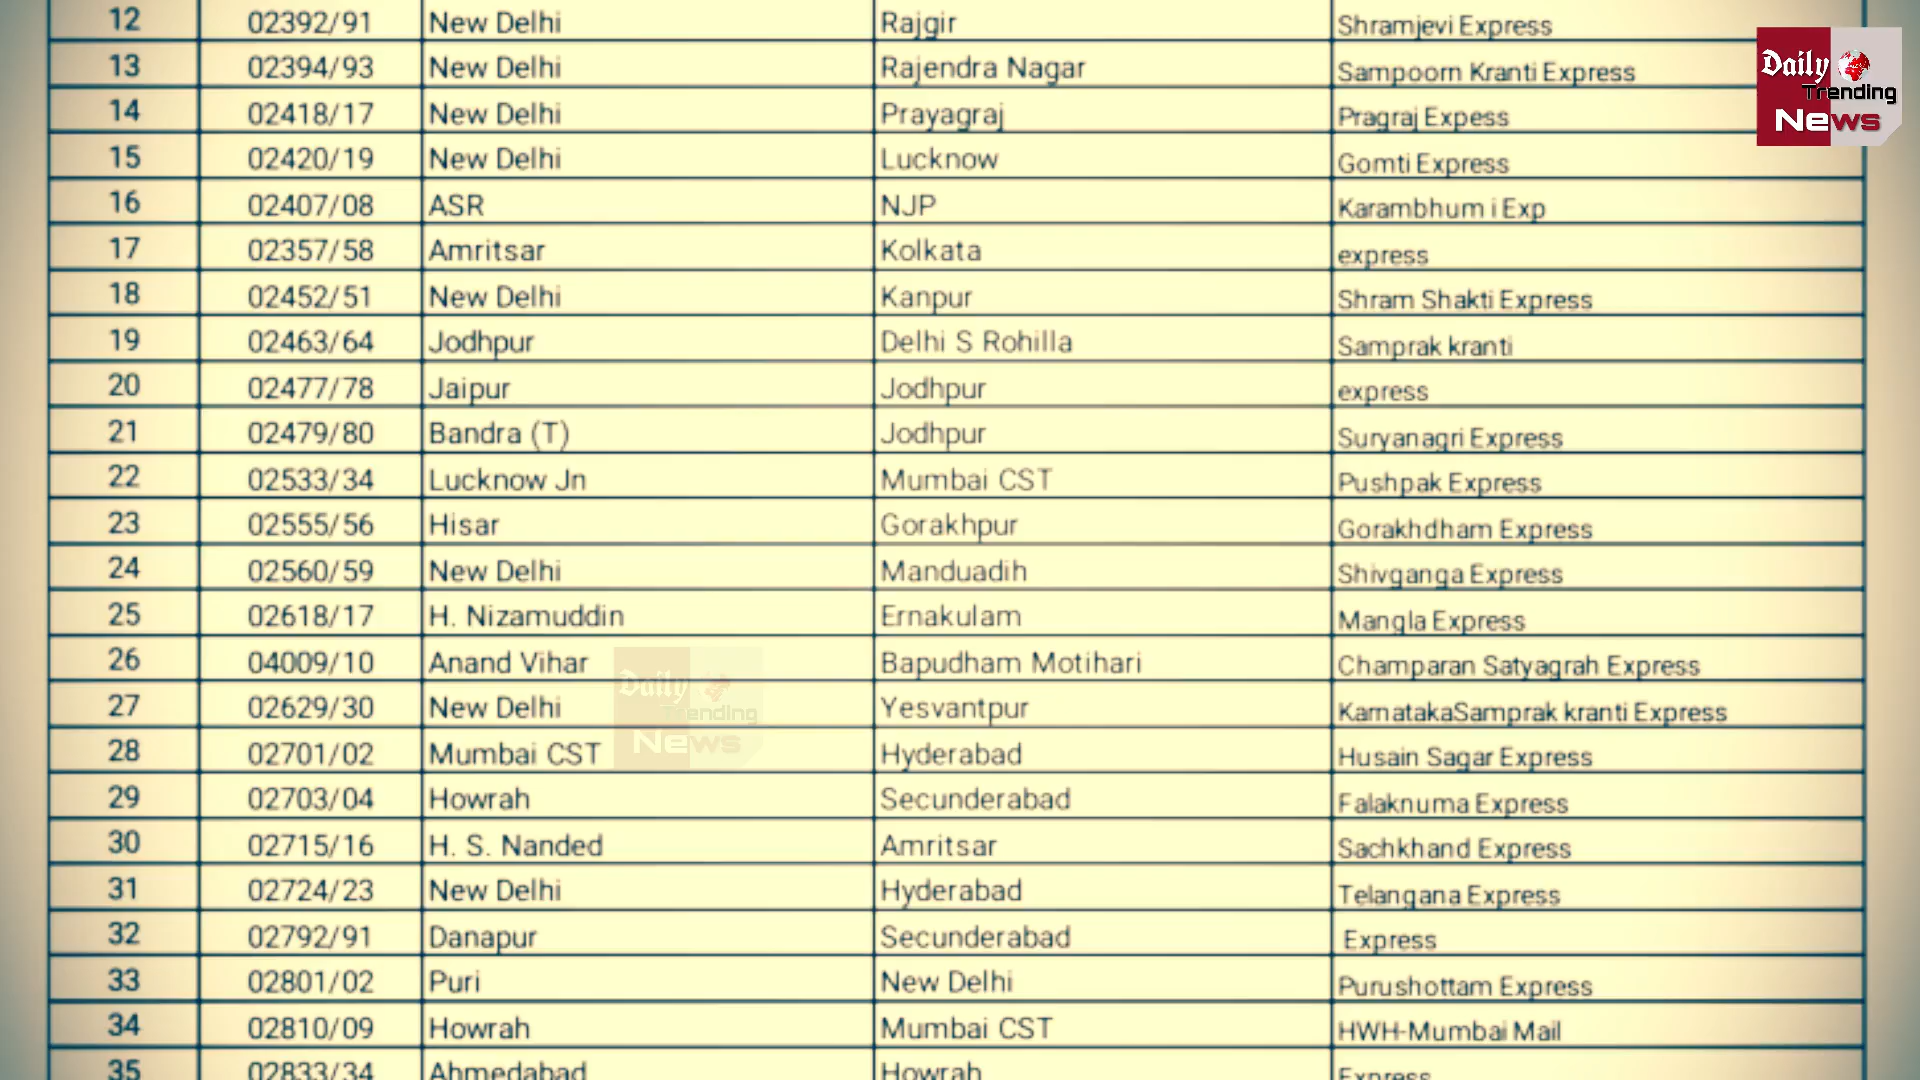 12 02392/91 New Delhi Rajgir Shramjevi Express
13 02394/93 New Delhi Rajendra Nagar Sampoorn Kranti Express
14 02418/17 New Delhi Prayagraj Pragraj Expess
15 02420/19 New Delhi Lucknow Gomti Express
16 02407/08 ASR NJP Karambhum i Exp
17 02357/58 Amritsar Kolkata express
18 02452/51 New Delhi Kanpur Shram Shakti Express
19 02463/64 Jodhpur Delhi S Rohilla Samprak kranti
20 02477/78 Jaipur Jodhpur express
21 02479/80 Bandra (T) Jodhpur Suryanagri Express
22 02533/34 Lucknow Jn Mumbai CST Pushpak Express
23 02555/56 Hisar Gorakhpur Gorakhdham Express
24 02560/59 New Delhi Manduadih Shivganga Express
25 02618/17 H. Nizamuddin Ernakulam Mangla Express
26 04009/10 Anand Vihar Bapudham Motihari Champaran Satyagrah Express
27 02629/30 New Delhi Yesvantpur KarnatakaSamprak kranti Express
28 02701/02 Mumbai CST Hyderabad Husain Sagar Express
29 02703/04 Howrah Secunderabad Falaknuma Express
30 02715/16 H. S. Nanded Amritsar Sachkhand Express
31 02724/23 New Delhi Hyderabad Telangana Express
32 02792/91 Danapur Secunderabad Express
33 02801/02 Puri New Delhi Purushottam Express
34 02810/09 Howrah Mumbai CST HWH-Mumbai Mail
35 02833/34 Ahmedabad Howrah Express
Daily
Trending
News
Daily
Trending
News